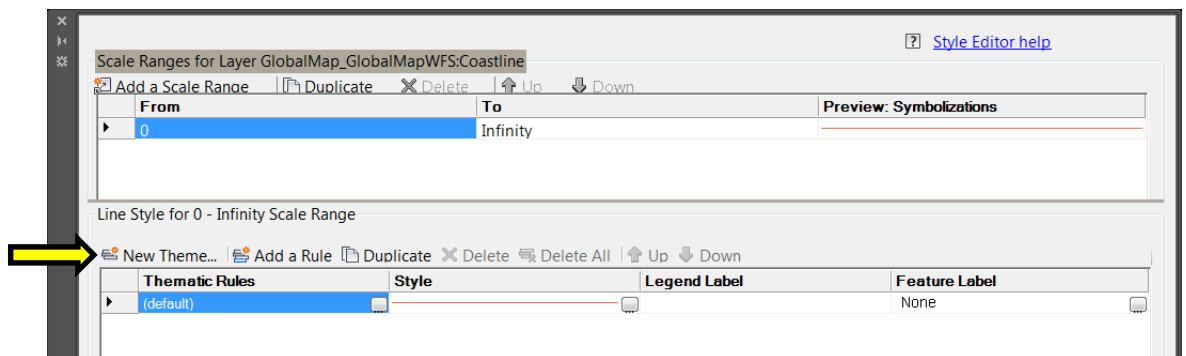 ? Style Editor help
Scale Ranges for Layer GlobalMap_GlobalMapWFS:Coastline
Add a Scale Range Duplicate Delete Up Down
From To Preview: Symbolizations
0 Infinity
Line Style for 0 - Infinity Scale Range
New Theme... Add a Rule Duplicate Delete Delete All Up Down
Thematic Rules Style Legend Label Feature Label
(default) ... ... None ...